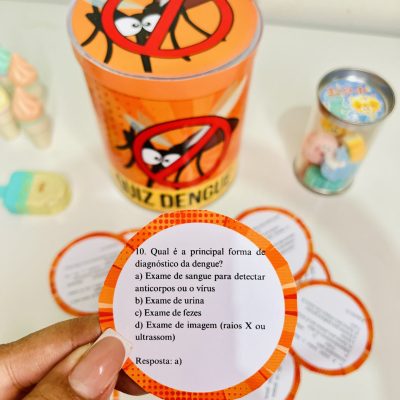 QUIZ DENGUE
10. Qual é a principal forma de
diagnóstico da dengue?
a) Exame de sangue para detectar
anticorpos ou o vírus
b) Exame de urina
c) Exame de fezes
d) Exame de imagem (raios X ou
ultrassom)
Resposta: a)